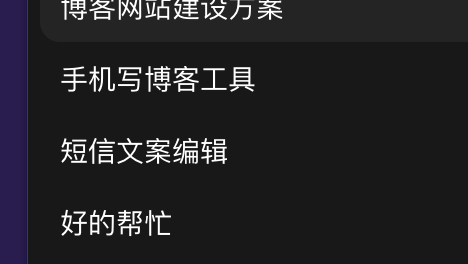 博客网站建设方案
手机写博客工具
短信文案编辑
好的帮忙